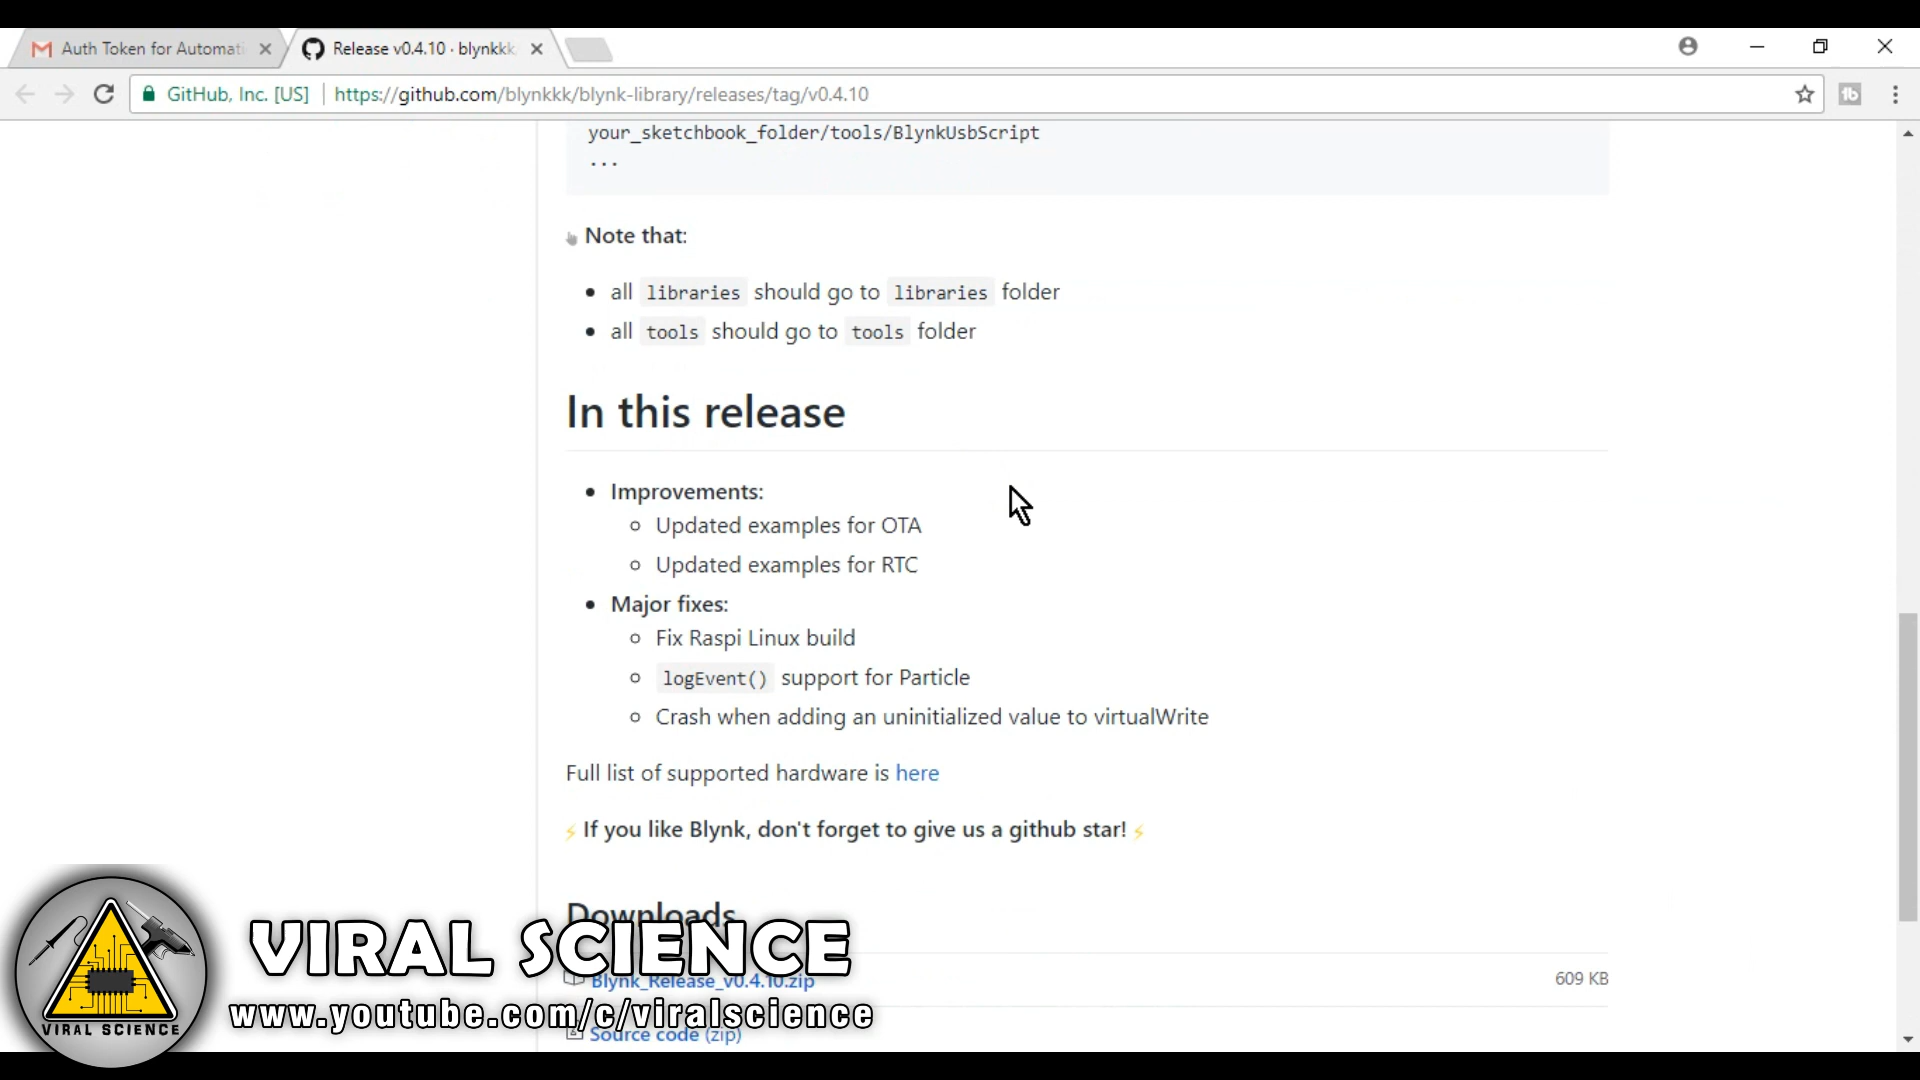 Auth Token for Automati
Release v0.4.10 · blynkkk
GitHub, Inc. [US]
https://github.com/blynkkk/blynk-library/releases/tag/v0.4.10
your_sketchbook_folder/tools/BlynkUsbScript
...
Note that:
• all libraries should go to libraries folder
• all tools should go to tools folder
In this release
• Improvements:
○ Updated examples for OTA
○ Updated examples for RTC
• Major fixes:
○ Fix Raspi Linux build
○ logEvent() support for Particle
○ Crash when adding an uninitialized value to virtualWrite
Full list of supported hardware is here
⚡ If you like Blynk, don't forget to give us a github star! ⚡
Downloads
Blynk_Release_v0.4.10.zip 609 KB
Source code (zip)
VIRAL SCIENCE
www.youtube.com/c/viralscience
VIRAL SCIENCE